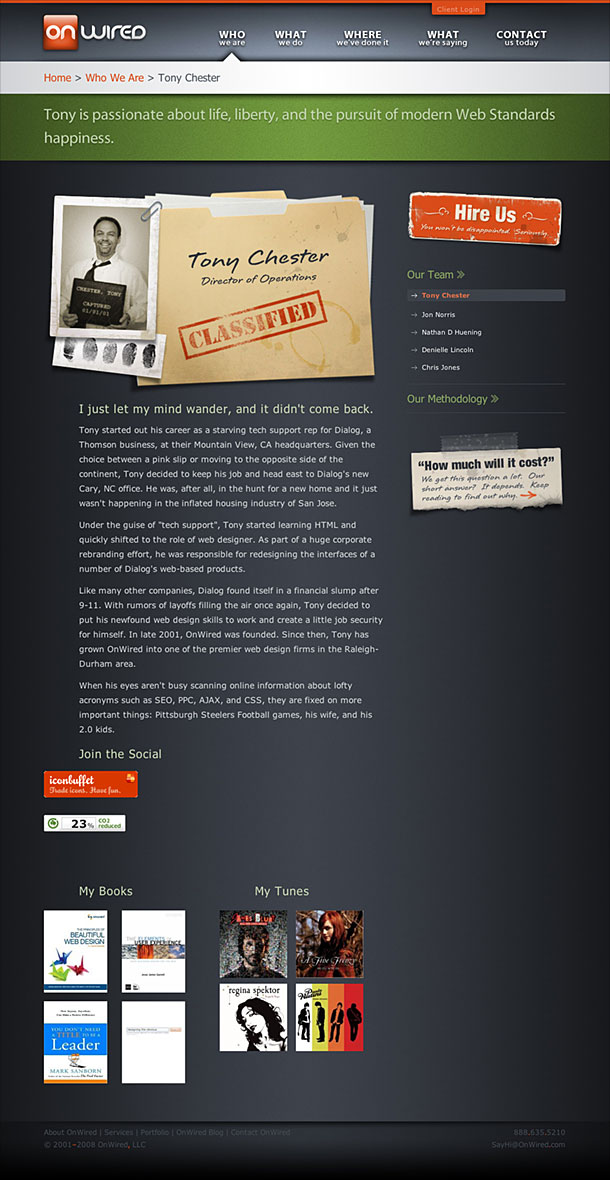 Client Login
ON WIRED
WHO
we are
WHAT
we do
WHERE
we've done it
WHAT
we're saying
CONTACT
us today
Home > Who We Are > Tony Chester
Tony is passionate about life, liberty, and the pursuit of modern Web Standards
happiness.
CHESTER, TONY
CAPTURED
01/01/01
Tony Chester
Director of Operations
CLASSIFIED
Hire Us
You won't be disappointed. Seriously.
Our Team
Tony Chester
Jon Norris
Nathan D Huening
Denielle Lincoln
Chris Jones
Our Methodology
"How much will it cost?"
We get this question a lot. Our
short answer? It depends. Keep
reading to find out why.
I just let my mind wander, and it didn't come back.
Tony started out his career as a starving tech support rep for Dialog, a
Thomson business, at their Mountain View, CA headquarters. Given the
choice between a pink slip or moving to the opposite side of the
continent, Tony decided to keep his job and head east to Dialog's new
Cary, NC office. He was, after all, in the hunt for a new home and it just
wasn't happening in the inflated housing industry of San Jose.
Under the guise of "tech support", Tony started learning HTML and
quickly shifted to the role of web designer. As part of a huge corporate
rebranding effort, he was responsible for redesigning the interfaces of a
number of Dialog's web-based products.
Like many other companies, Dialog found itself in a financial slump after
9-11. With rumors of layoffs filling the air once again, Tony decided to
put his newfound web design skills to work and create a little job security
for himself. In late 2001, OnWired was founded. Since then, Tony has
grown OnWired into one of the premier web design firms in the Raleigh-
Durham area.
When his eyes aren't busy scanning online information about lofty
acronyms such as SEO, PPC, AJAX, and CSS, they are fixed on more
important things: Pittsburgh Steelers Football games, his wife, and his
2.0 kids.
Join the Social
iconbuffet
Trade icons. Have fun.
23% CO2
reduced
My Books
My Tunes
THE PRINCIPLES OF
BEAUTIFUL
WEB DESIGN
THE ELEMENTS OF
USER EXPERIENCE
YOU DON'T NEED
A TITLE TO BE A
Leader
MARK SANBORN
A Fine Frenzy
regina spektor
About OnWired | Services | Portfolio | OnWired Blog | Contact OnWired
888.635.5210
© 2001-2008 OnWired, LLC
SayHi@OnWired.com